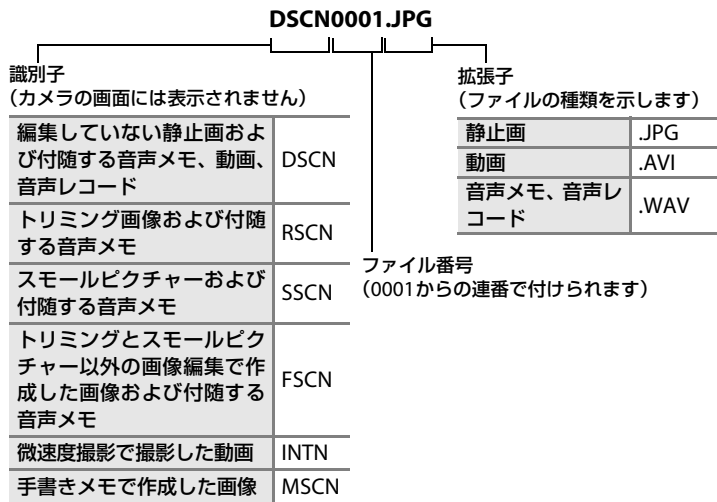 DSCN0001.JPG
識別子
（カメラの画面には表示されません）
編集していない静止画およ
び付随する音声メモ、動画、
音声レコード
DSCN
トリミング画像および付随
する音声メモ
RSCN
スモールピクチャーおよび
付随する音声メモ
SSCN
トリミングとスモールピク
チャー以外の画像編集で作
成した画像および付随する
音声メモ
FSCN
微速度撮影で撮影した動画
INTN
手書きメモで作成した画像
MSCN
ファイル番号
（0001からの連番で付けられます）
拡張子
（ファイルの種類を示します）
静止画
.JPG
動画
.AVI
音声メモ、音声レ
コード
.WAV